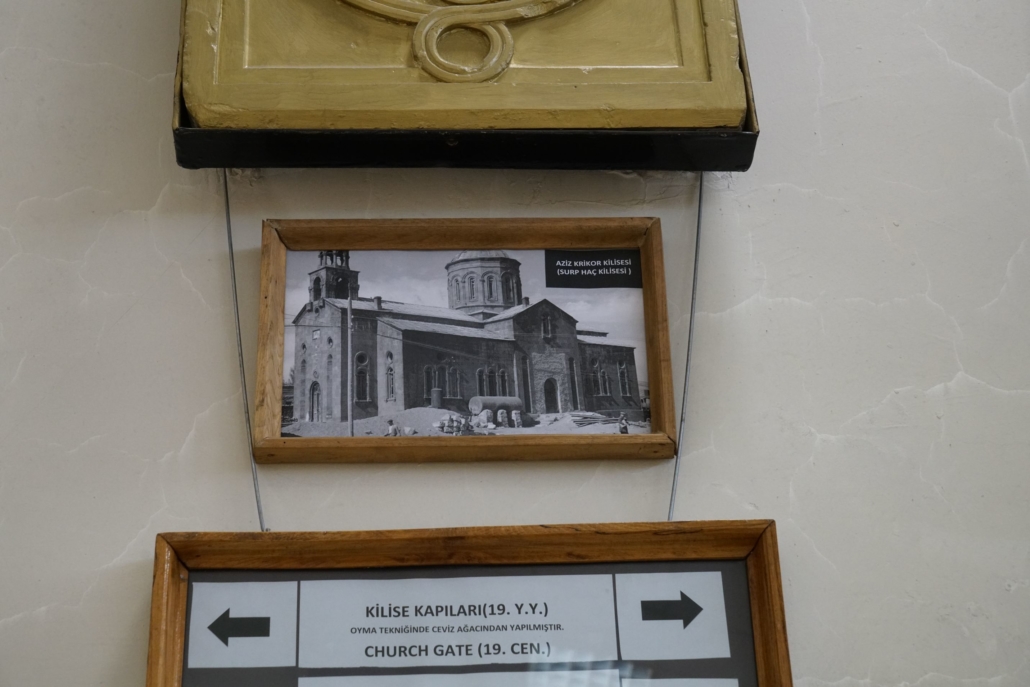 AZİZ KRİKOR KİLİSESİ
(SURP HAÇ KİLİSESİ )
KİLİSE KAPILARI(19. Y.Y.)
OYMA TEKNİĞİNDE CEVİZ AĞACINDAN YAPILMIŞTIR.
CHURCH GATE (19. CEN.)